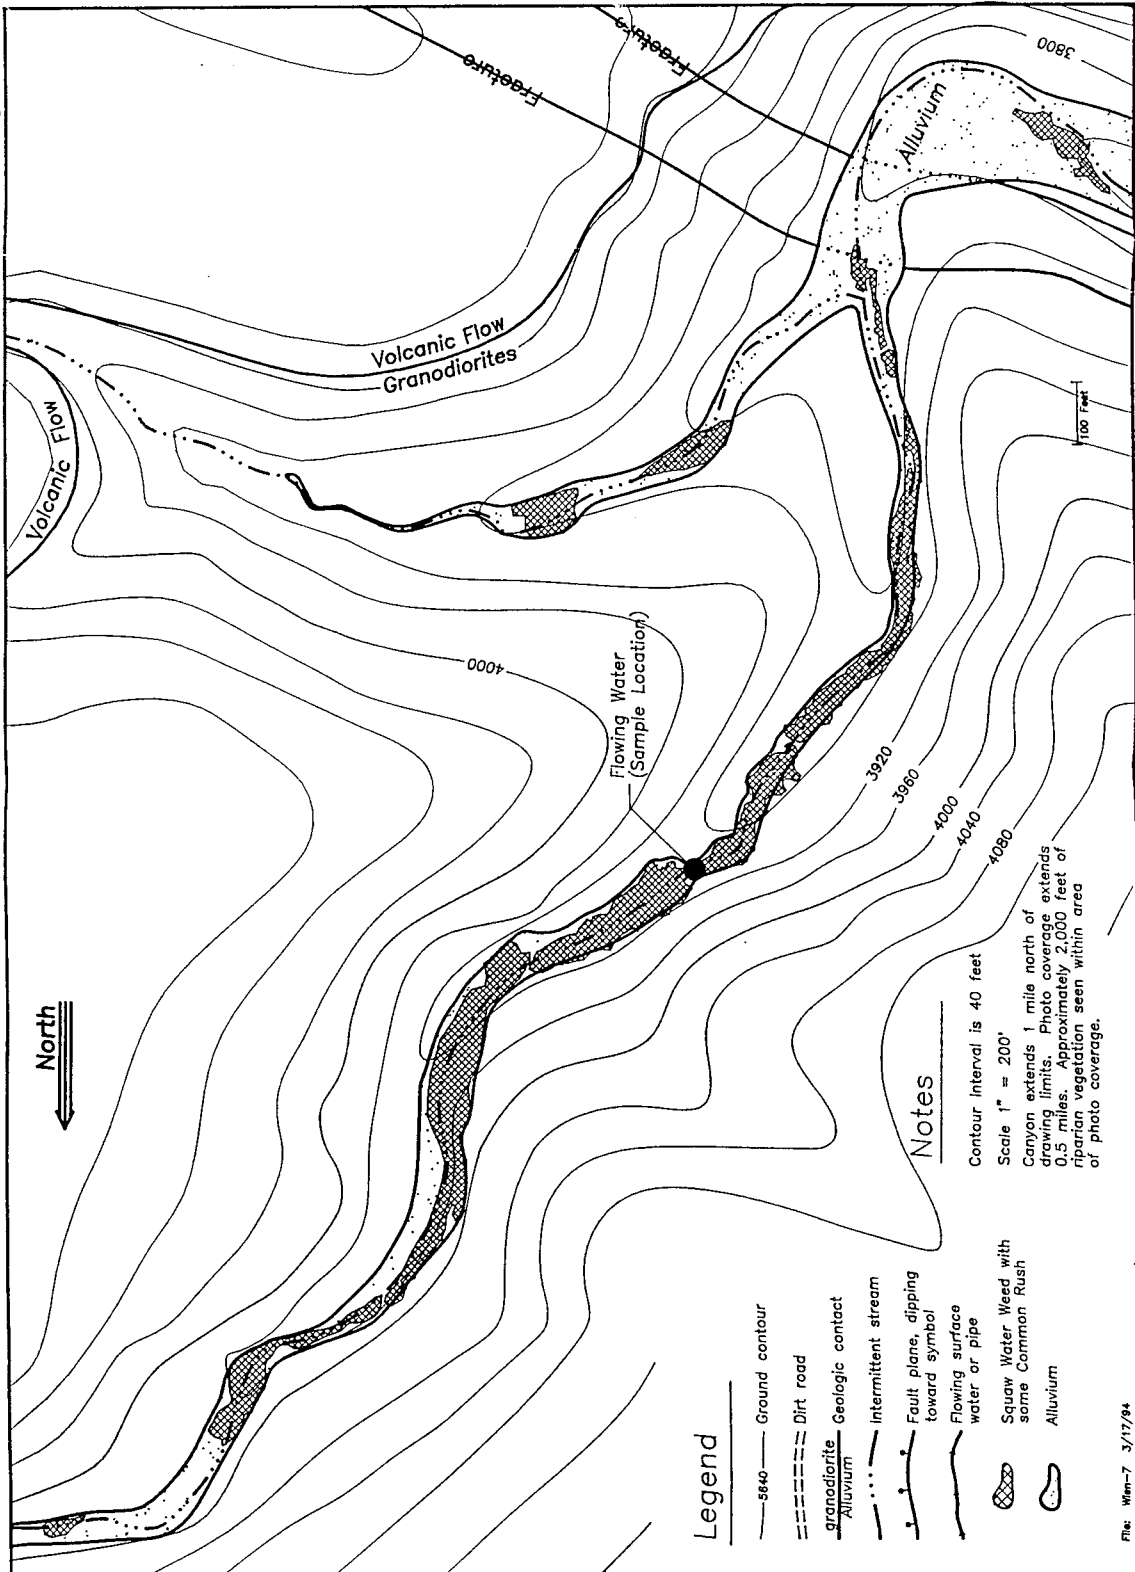 Fracture
Fracture
3800
Alluvium
Volcanic Flow
Granodiorites
Volcanic Flow
100 Feet
4000
Flowing Water
(Sample Location)
3920
3960
4000
4040
4080
North
Notes
Contour Interval is 40 feet
Scale 1" = 200'
Canyon extends 1 mile north of
drawing limits. Photo coverage extends
0.5 miles. Approximately 2,000 feet of
riparian vegetation seen within area
of photo coverage.
Legend
5640 Ground contour
Dirt road
granodiorite
Alluvium
Geologic contact
Intermittent stream
Fault plane, dipping
toward symbol
Flowing surface
water or pipe
Squaw Water Weed with
some Common Rush
Alluvium
File: Wien-7 3/17/94